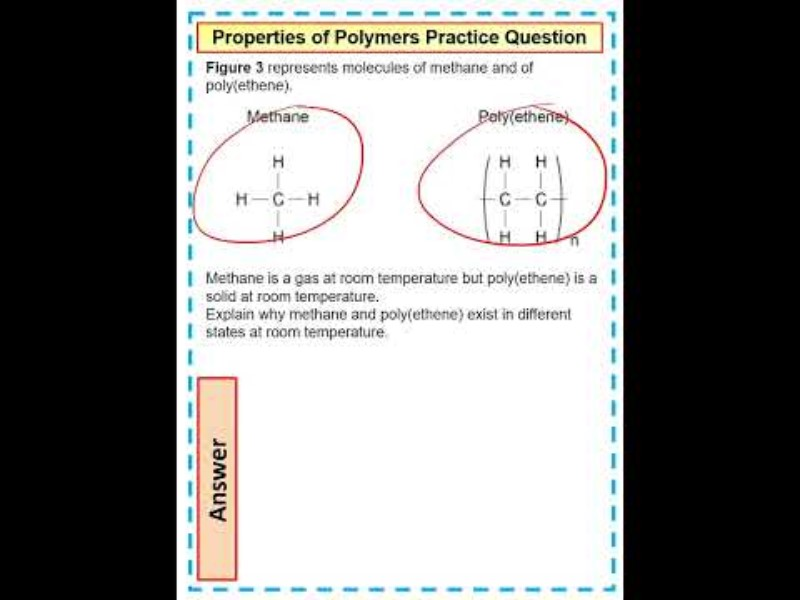 Properties of Polymers Practice Question
Figure 3 represents molecules of methane and of
poly(ethene).
Methane
Poly(ethene)
H
H H
H — C — H
C — C
H
H H
n
Methane is a gas at room temperature but poly(ethene) is a
solid at room temperature.
Explain why methane and poly(ethene) exist in different
states at room temperature.
Answer